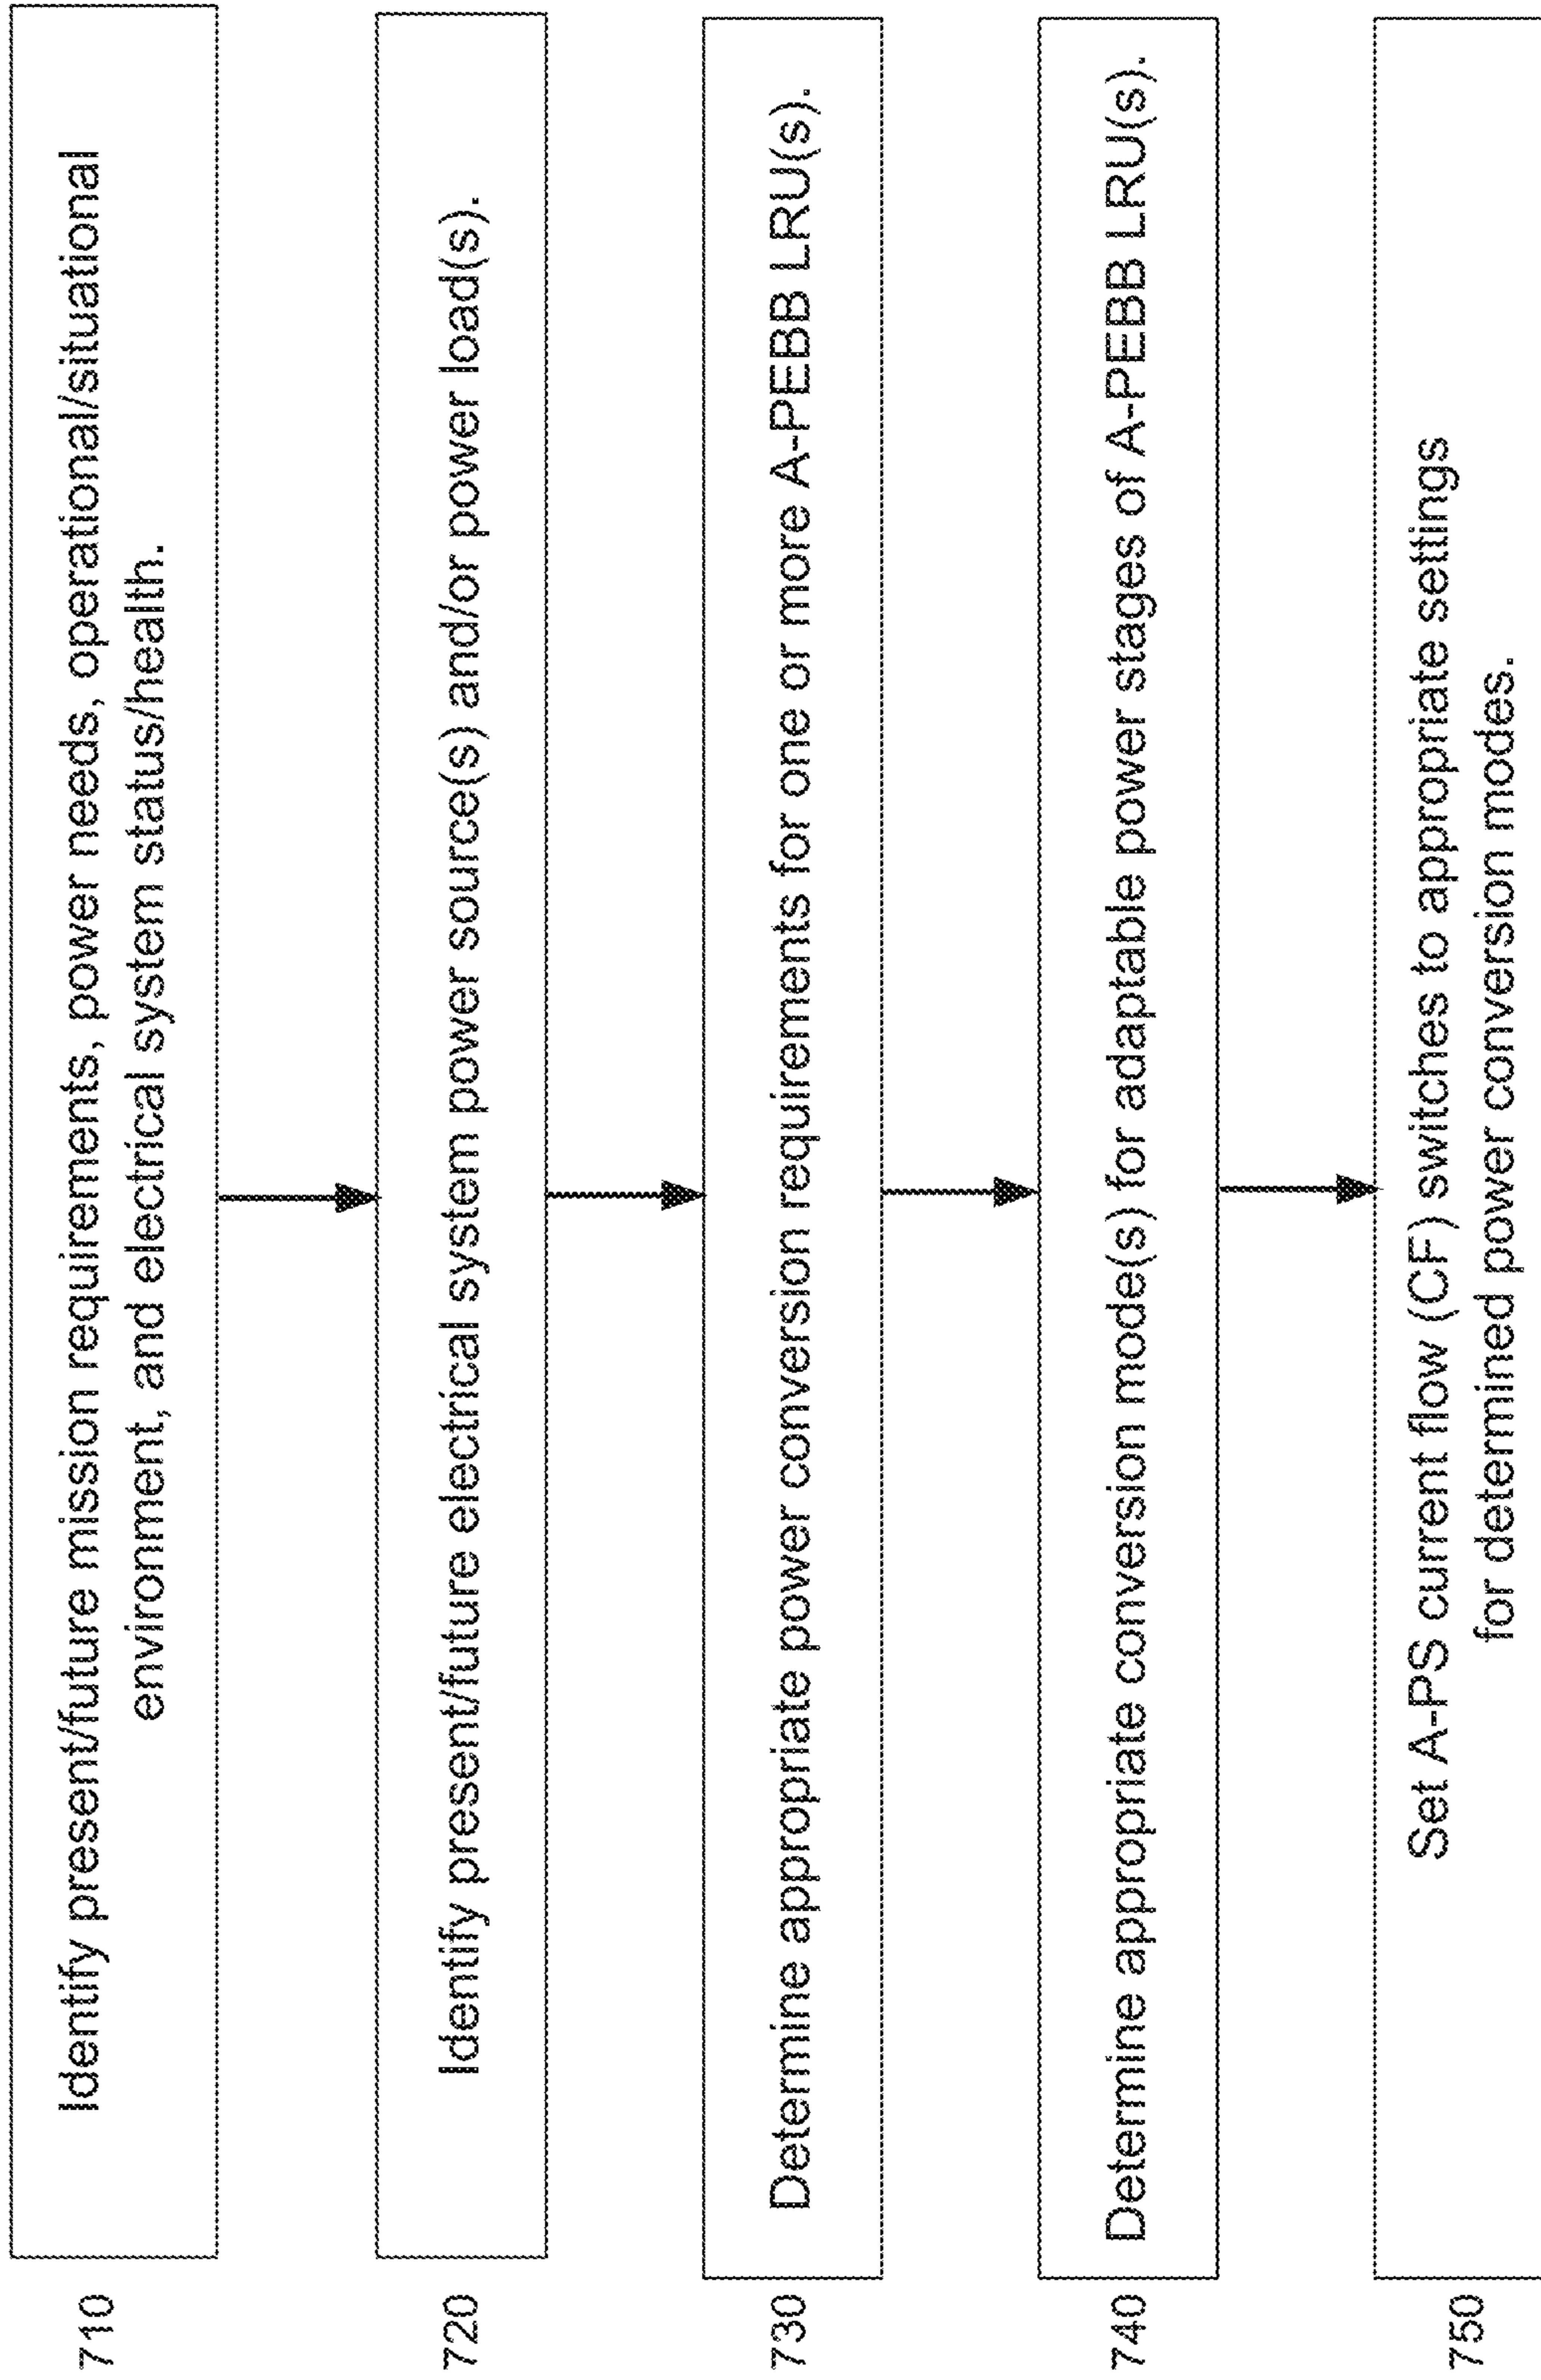 710
Identify present/future mission requirements, power needs, operational/situational
environment, and electrical system status/health.
720
Identify present/future electrical system power source(s) and/or power load(s).
730
Determine appropriate power conversion requirements for one or more A-PEBB LRU(s).
740
Determine appropriate conversion mode(s) for adaptable power stages of A-PEBB LRU(s).
750
Set A-PS current flow (CF) switches to appropriate settings
for determined power conversion modes.